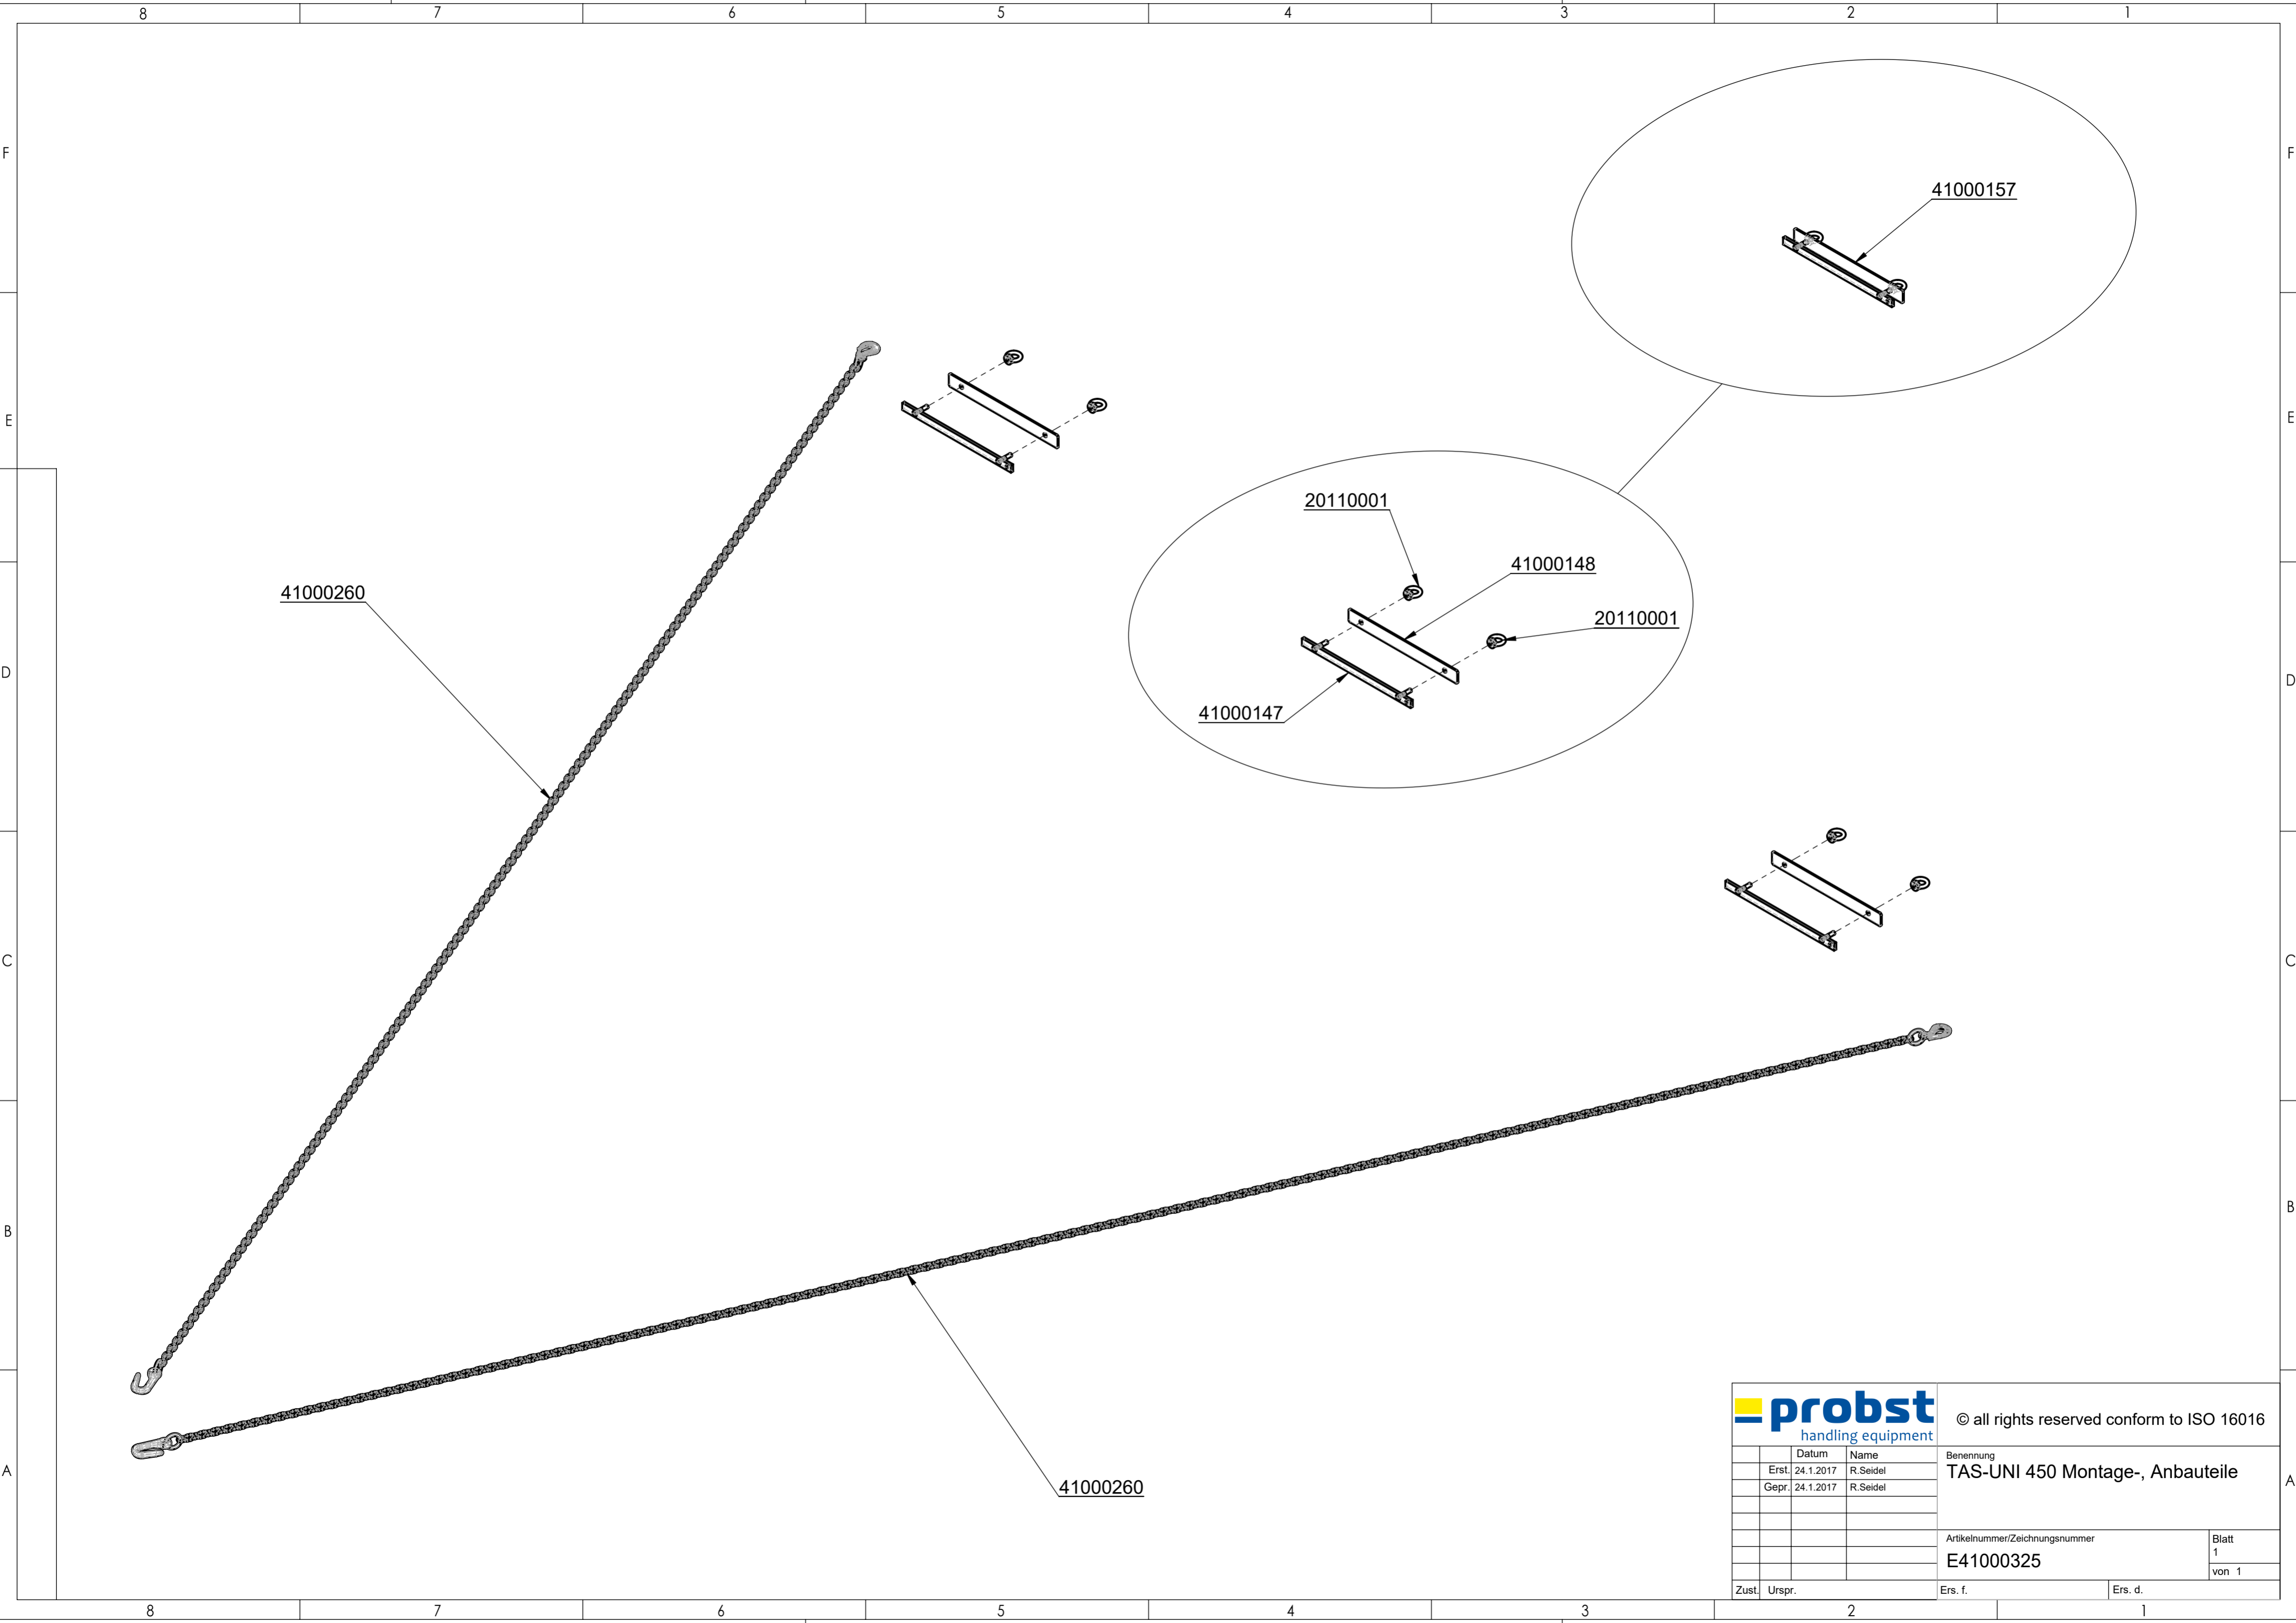 8 7 6 5 4 3 2 1
F F
41000157
E E
20110001
41000148
41000260
20110001
D D
41000147
C C
B B
41000260
A A
probst
handling equipment
© all rights reserved conform to ISO 16016
Datum Name
Erst. 24.1.2017 R.Seidel
Gepr. 24.1.2017 R.Seidel
Benennung
TAS-UNI 450 Montage-, Anbauteile
Artikelnummer/Zeichnungsnummer
E41000325
Blatt
1
von 1
Zust. Urspr. Ers. f. Ers. d.
8 7 6 5 4 3 2 1